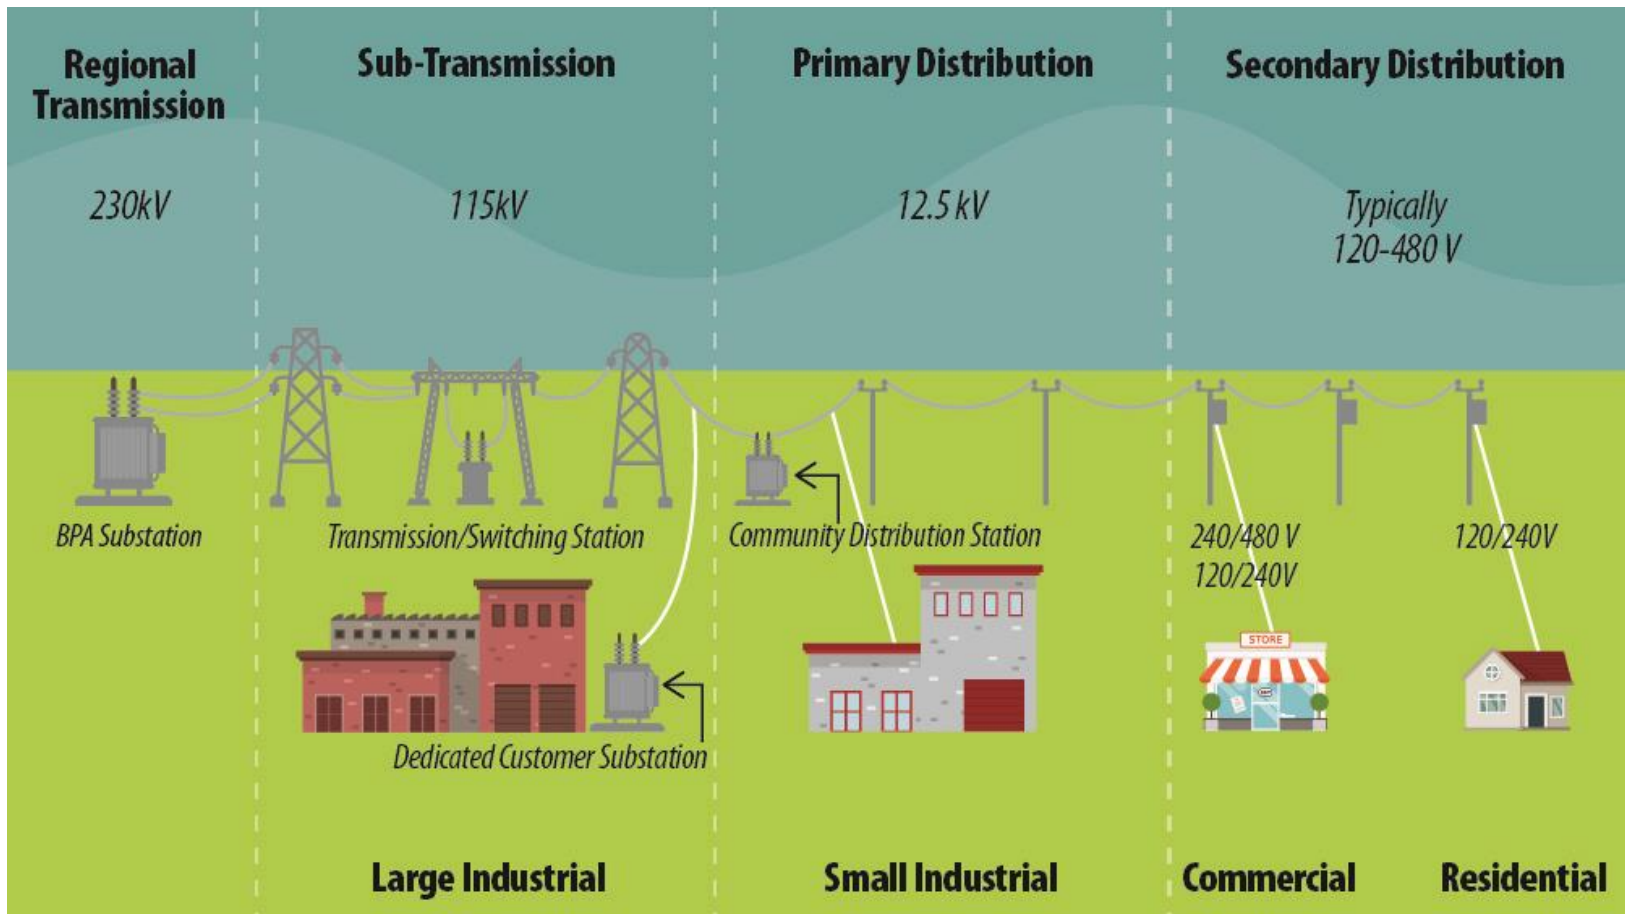 Regional
Transmission
Sub-Transmission
Primary Distribution
Secondary Distribution
230kV
115kV
12.5 kV
Typically
120-480 V
BPA Substation
Transmission/Switching Station
Community Distribution Station
240/480 V
120/240V
120/240V
STORE
Dedicated Customer Substation
Large Industrial
Small Industrial
Commercial
Residential